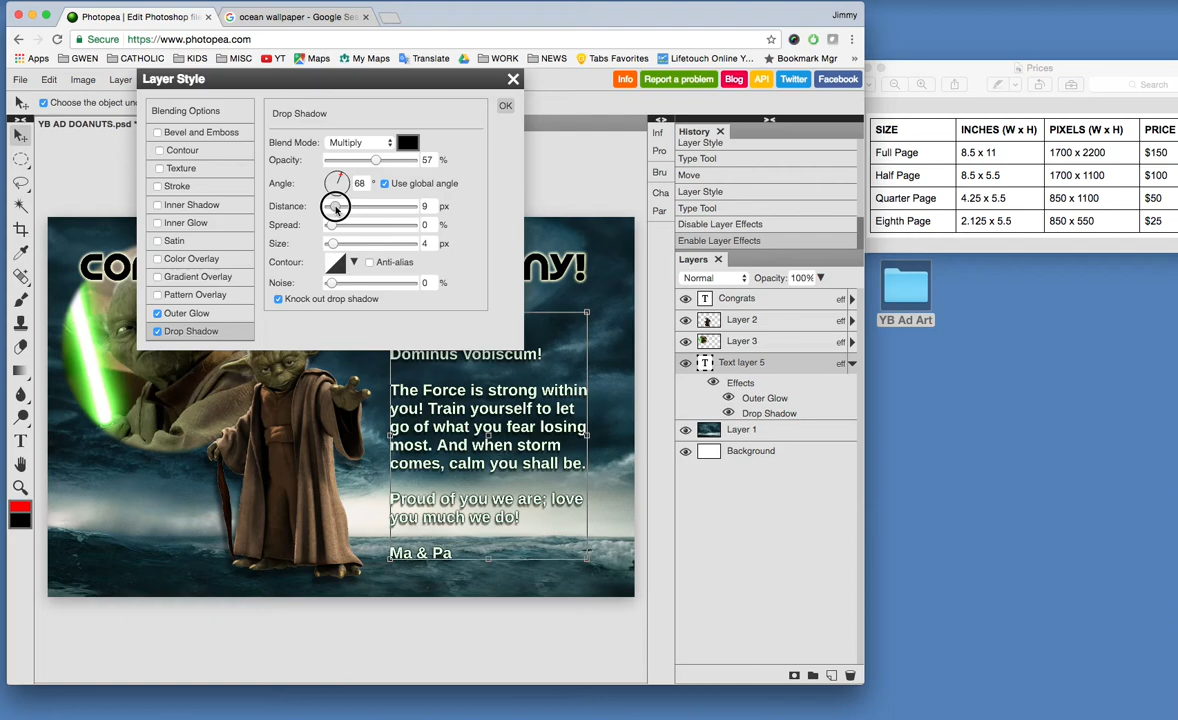 Photopea | Edit Photoshop file
ocean wallpaper - Google Sea
Jimmy
Secure
https://www.photopea.com
Apps
GWEN
CATHOLIC
KIDS
MISC
YT
Maps
My Maps
Translate
WORK
NEWS
Tabs Favorites
Lifetouch Online Y...
Bookmark Mgr
File
Edit
Image
Layer
Info
Report a problem
Blog
API
Twitter
Facebook
Choose the object un
YB AD DOANUTS.psd *
Layer Style
OK
Blending Options
Bevel and Emboss
Contour
Texture
Stroke
Inner Shadow
Inner Glow
Satin
Color Overlay
Gradient Overlay
Pattern Overlay
Outer Glow
Drop Shadow
Drop Shadow
Blend Mode: Multiply
Opacity: 57 %
Angle: 68 ° Use global angle
Distance: 9 px
Spread: 0 %
Size: 4 px
Contour: Anti-alias
Noise: 0 %
Knock out drop shadow
Dominus Vobiscum!
The Force is strong within
you! Train yourself to let
go of what you fear losing
most. And when storm
comes, calm you shall be.
Proud of you we are; love
you much we do!
Ma & Pa
Inf
Pro
Bru
Cha
Par
History
Layer Style
Type Tool
Move
Layer Style
Type Tool
Disable Layer Effects
Enable Layer Effects
Layers
Normal
Opacity: 100%
Congrats eff
Layer 2 eff
Layer 3 eff
Text layer 5 eff
Effects
Outer Glow
Drop Shadow
Layer 1
Background
Prices
Search
SIZE INCHES (W x H) PIXELS (W x H) PRICE
Full Page 8.5 x 11 1700 x 2200 $150
Half Page 8.5 x 5.5 1700 x 1100 $100
Quarter Page 4.25 x 5.5 850 x 1100 $50
Eighth Page 2.125 x 5.5 850 x 550 $25
YB Ad Art